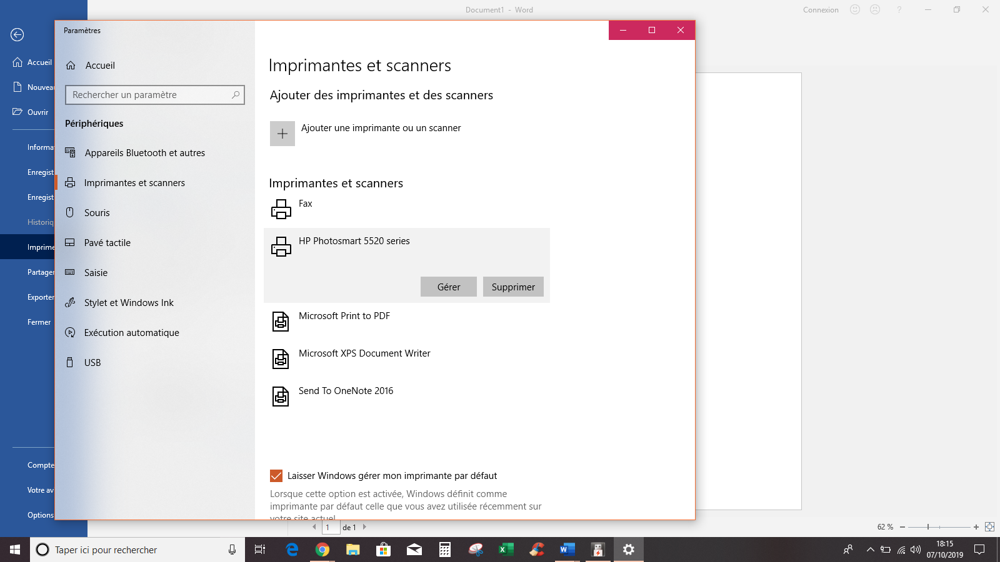 Document1 - Word
Connexion
?
Accueil
Nouveau
Ouvrir
Informa
Enregist
Enregist
Historiq
Imprime
Partager
Exporter
Fermer
Compte
Votre av
Options
Paramètres
Accueil
Rechercher un paramètre
Périphériques
Appareils Bluetooth et autres
Imprimantes et scanners
Souris
Pavé tactile
Saisie
Stylet et Windows Ink
Exécution automatique
USB
Imprimantes et scanners
Ajouter des imprimantes et des scanners
Ajouter une imprimante ou un scanner
Imprimantes et scanners
Fax
HP Photosmart 5520 series
Gérer
Supprimer
Microsoft Print to PDF
Microsoft XPS Document Writer
Send To OneNote 2016
Laisser Windows gérer mon imprimante par défaut
Lorsque cette option est activée, Windows définit comme
imprimante par défaut celle que vous avez utilisée récemment sur
votre site actuel.
1 de 1
62 %
Taper ici pour rechercher
18:15
07/10/2019